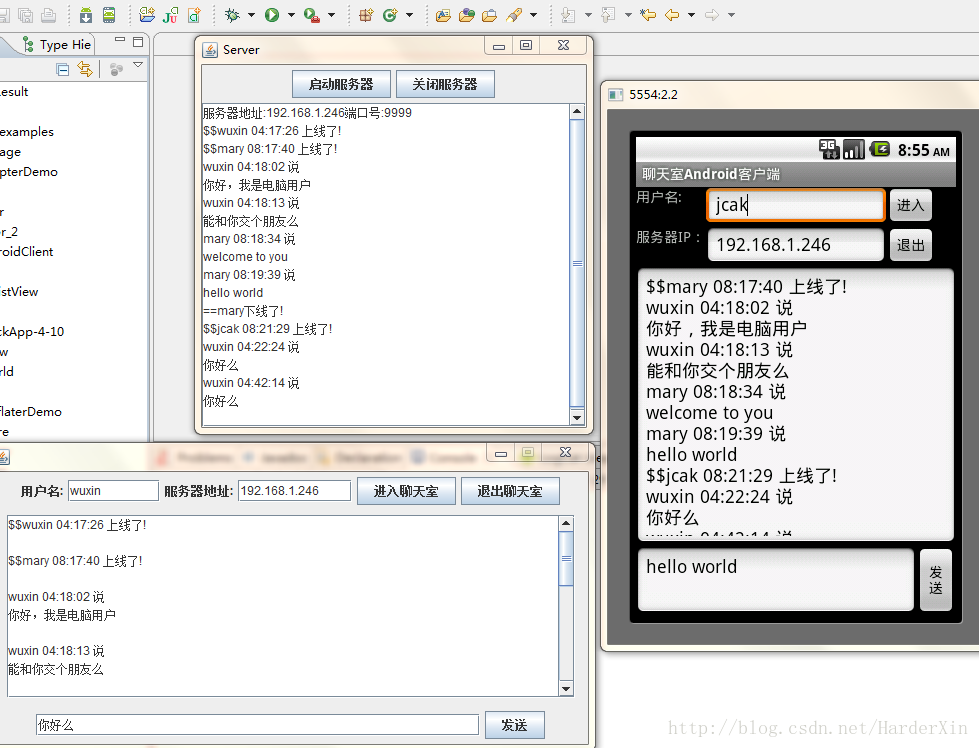 Type Hie
esult
examples
age
pterDemo
r
or_2
roidClient
istView
ckApp-4-10
w
rld
flaterDemo
re
Server
启动服务器 关闭服务器
服务器地址:192.168.1.246端口号:9999
$$wuxin 04:17:26 上线了!
$$mary 08:17:40 上线了!
wuxin 04:18:02 说
你好，我是电脑用户
wuxin 04:18:13 说
能和你交个朋友么
mary 08:18:34 说
welcome to you
mary 08:19:39 说
hello world
==mary下线了!
$$jcak 08:21:29 上线了!
wuxin 04:22:24 说
你好么
wuxin 04:42:14 说
你好么
用户名: wuxin 服务器地址: 192.168.1.246 进入聊天室 退出聊天室
$$wuxin 04:17:26 上线了!
$$mary 08:17:40 上线了!
wuxin 04:18:02 说
你好，我是电脑用户
wuxin 04:18:13 说
能和你交个朋友么
你好么 发送
5554:2.2
3G 8:55 AM
聊天室Android客户端
用户名: jcak 进入
服务器IP： 192.168.1.246 退出
$$mary 08:17:40 上线了!
wuxin 04:18:02 说
你好，我是电脑用户
wuxin 04:18:13 说
能和你交个朋友么
mary 08:18:34 说
welcome to you
mary 08:19:39 说
hello world
$$jcak 08:21:29 上线了!
wuxin 04:22:24 说
你好么
wuxin 04:42:14 说
hello world
发送
http://blog.csdn.net/HarderXin